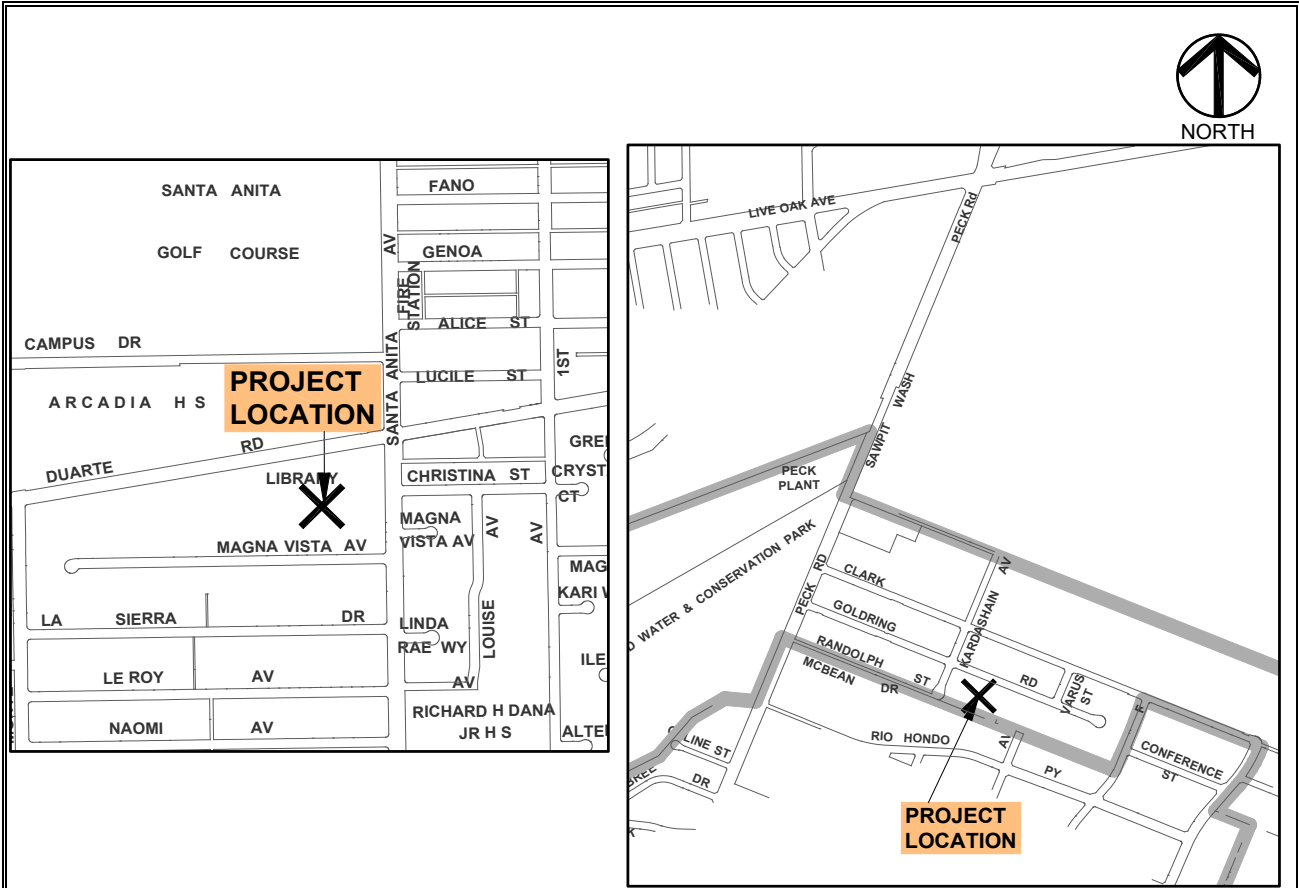 NORTH
SANTA ANITA
GOLF COURSE
FANO
AV
GENOA
FIRE
STATION
ALICE ST
CAMPUS DR
SANTA ANITA
1ST
LUCILE ST
PROJECT
LOCATION
ARCADIA H S
DUARTE RD
LIBRARY
GREE
CHRISTINA ST
CRYST
CT
MAGNA
VISTA AV
AV
AV
MAGNA VISTA AV
MAG
KARI W
LA SIERRA DR
LINDA
RAE WY
LOUISE
ILE
LE ROY AV
AV
RICHARD H DANA
JR H S
NAOMI AV
ALTE
LIVE OAK AVE
PECK Rd
SAWPIT WASH
PECK
PLANT
D WATER & CONSERVATION PARK
PECK RD
CLARK
AV
GOLDRING
KARDASHAIN
RANDOLPH ST
RD
MCBEAN DR
VARUS
ST
RIO HONDO
AV
PY
CONFERENCE
ST
LINE ST
DR
BREE
K
PROJECT
LOCATION